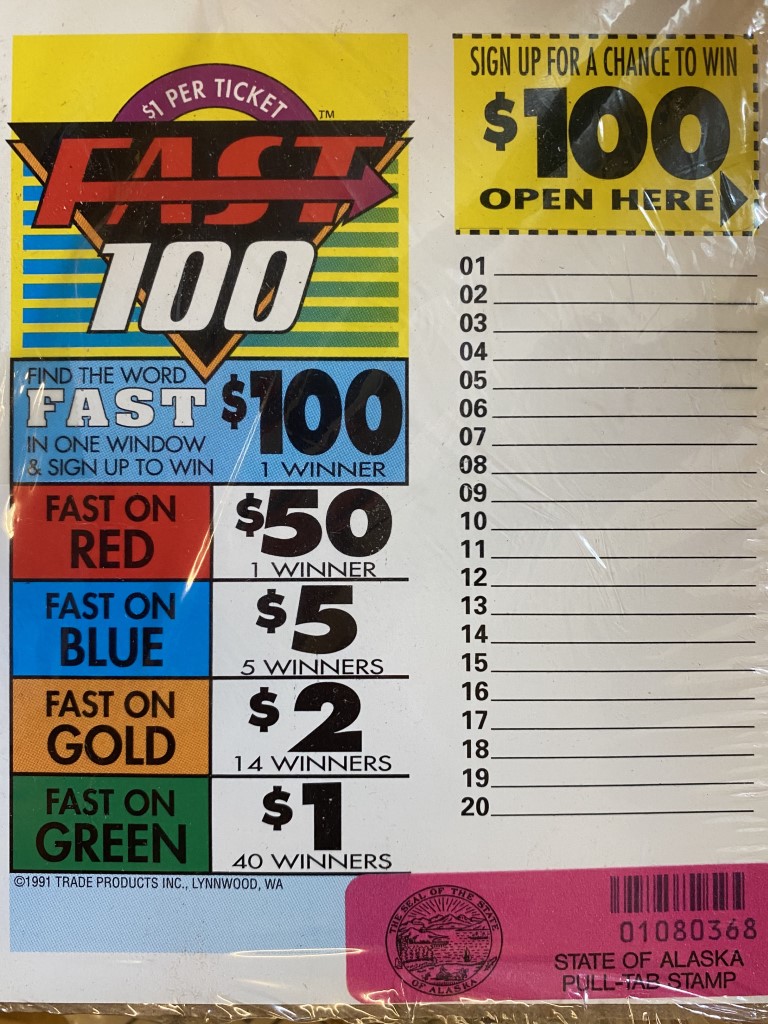 $1 PER TICKET
™
FAST
100
FIND THE WORD
FAST
IN ONE WINDOW
& SIGN UP TO WIN
$100
1 WINNER
FAST ON
RED
$50
1 WINNER
FAST ON
BLUE
$5
5 WINNERS
FAST ON
GOLD
$2
14 WINNERS
FAST ON
GREEN
$1
40 WINNERS
©1991 TRADE PRODUCTS INC., LYNNWOOD, WA
SIGN UP FOR A CHANCE TO WIN
$100
OPEN HERE
01
02
03
04
05
06
07
08
09
10
11
12
13
14
15
16
17
18
19
20
THE SEAL OF THE STATE
OF ALASKA
01080368
STATE OF ALASKA
PULL-TAB STAMP